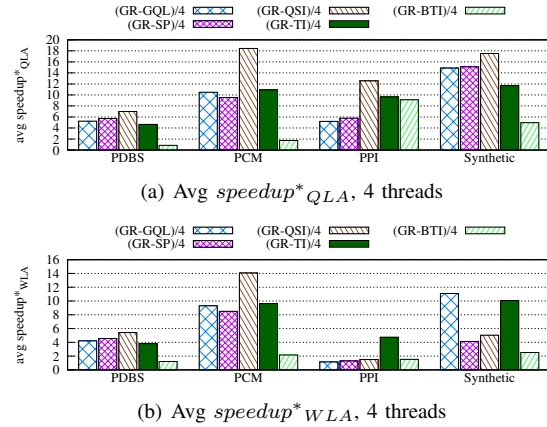 (GR-GQL)/4 (GR-QSI)/4 (GR-BTI)/4
(GR-SP)/4 (GR-TI)/4
avg speedup*QLA
20
18
16
14
12
10
8
6
4
2
0
PDBS PCM PPI Synthetic
(a) Avg speedup*QLA, 4 threads
(GR-GQL)/4 (GR-QSI)/4 (GR-BTI)/4
(GR-SP)/4 (GR-TI)/4
avg speedup*WLA
16
14
12
10
8
6
4
2
0
PDBS PCM PPI Synthetic
(b) Avg speedup*WLA, 4 threads